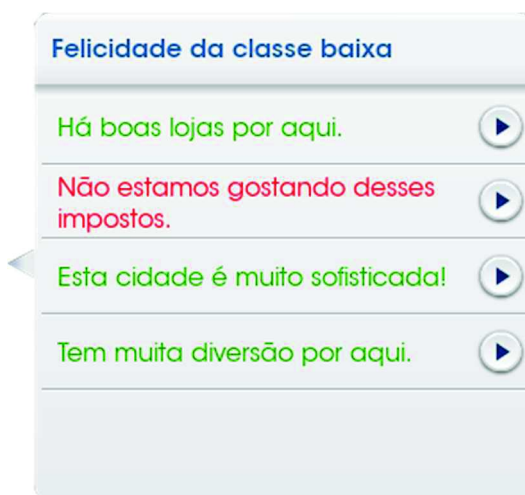 Felicidade da classe baixa
Há boas lojas por aqui.
Não estamos gostando desses
impostos.
Esta cidade é muito sofisticada!
Tem muita diversão por aqui.